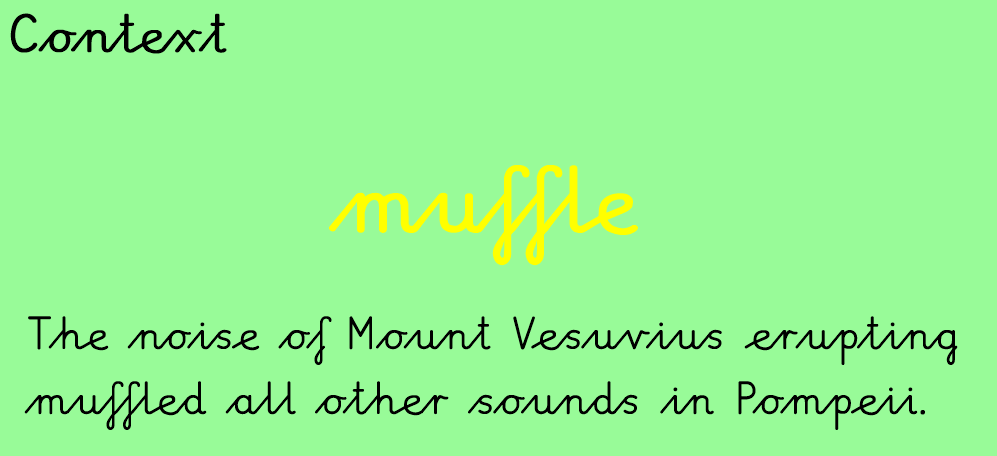 Context
muffle
The noise of Mount Vesuvius erupting
muffled all other sounds in Pompeii.